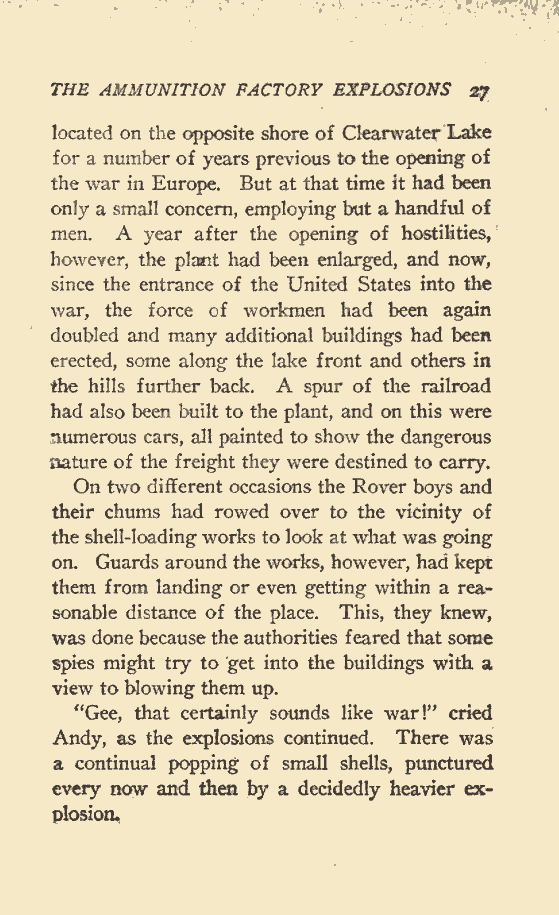 THE AMMUNITION FACTORY EXPLOSIONS 27
located on the opposite shore of Clearwater Lake
for a number of years previous to the opening of
the war in Europe. But at that time it had been
only a small concern, employing but a handful of
men. A year after the opening of hostilities,
however, the plant had been enlarged, and now,
since the entrance of the United States into the
war, the force of workmen had been again
doubled and many additional buildings had been
erected, some along the lake front and others in
the hills further back. A spur of the railroad
had also been built to the plant, and on this were
numerous cars, all painted to show the dangerous
nature of the freight they were destined to carry.
On two different occasions the Rover boys and
their chums had rowed over to the vicinity of
the shell-loading works to look at what was going
on. Guards around the works, however, had kept
them from landing or even getting within a rea-
sonable distance of the place. This, they knew,
was done because the authorities feared that some
spies might try to get into the buildings with a
view to blowing them up.
"Gee, that certainly sounds like war!" cried
Andy, as the explosions continued. There was
a continual popping of small shells, punctured
every now and then by a decidedly heavier ex-
plosion.